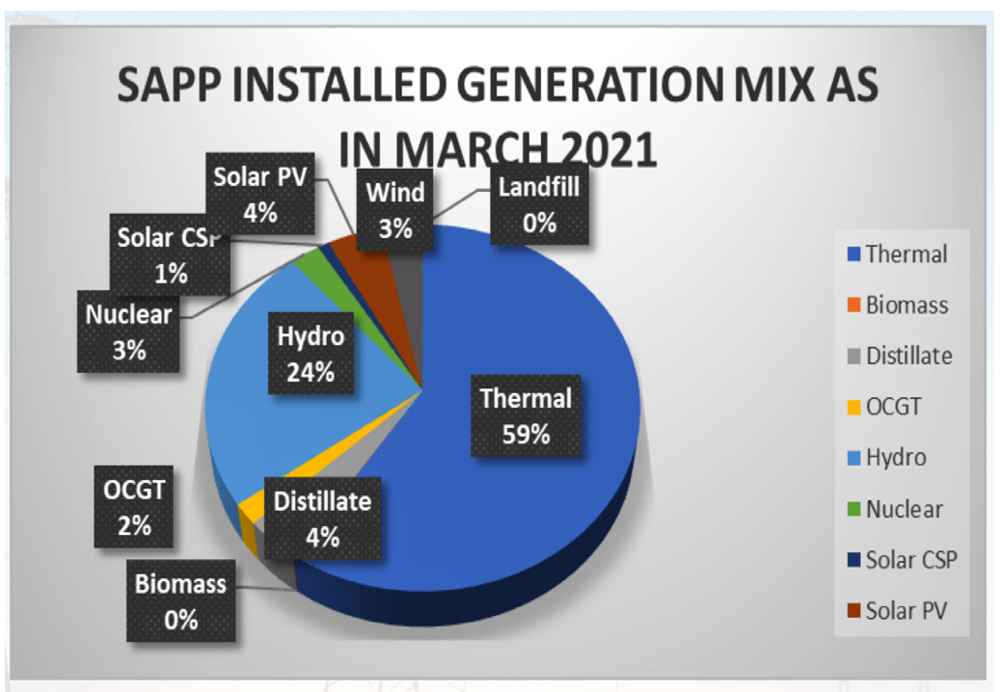 SAPP INSTALLED GENERATION MIX AS
IN MARCH 2021
Solar PV
4%
Wind
3%
Landfill
0%
Solar CSP
1%
Nuclear
3%
Hydro
24%
Thermal
59%
OCGT
2%
Distillate
4%
Biomass
0%
Thermal
Biomass
Distillate
OCGT
Hydro
Nuclear
Solar CSP
Solar PV